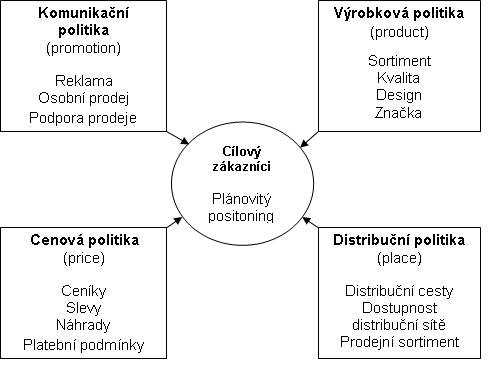 Komunikační
politika
(promotion)
Reklama
Osobní prodej
Podpora prodeje
Výrobková politika
(product)
Sortiment
Kvalita
Design
Značka
Cílový
zákazníci
Plánovitý
positoning
Cenová politika
(price)
Ceníky
Slevy
Náhrady
Platební podmínky
Distribuční politika
(place)
Distribuční cesty
Dostupnost
distribuční sítě
Prodejní sortiment